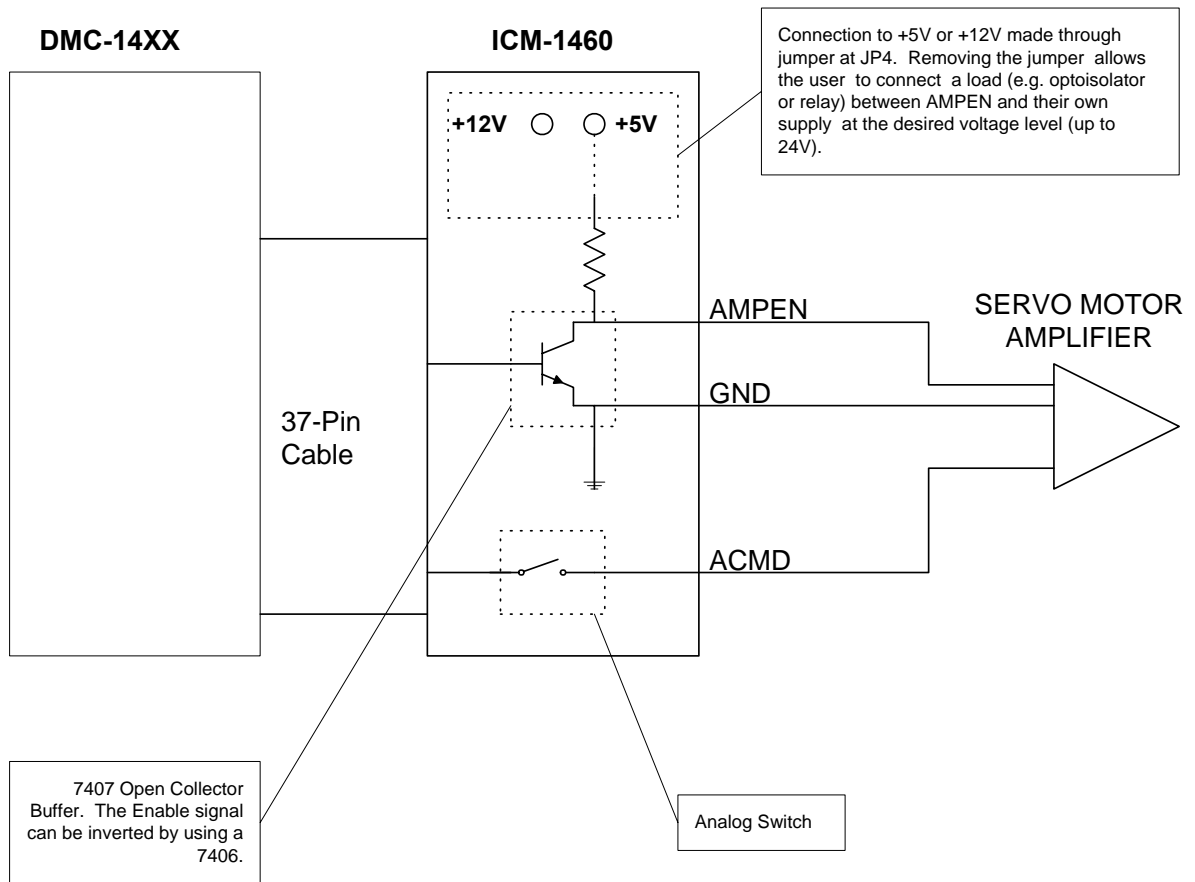 DMC-14XX
ICM-1460
Connection to +5V or +12V made through
jumper at JP4. Removing the jumper allows
the user to connect a load (e.g. optoisolator
or relay) between AMPEN and their own
supply at the desired voltage level (up to
24V).
+12V
+5V
AMPEN
SERVO MOTOR
AMPLIFIER
GND
37-Pin
Cable
ACMD
7407 Open Collector
Buffer. The Enable signal
can be inverted by using a
7406.
Analog Switch